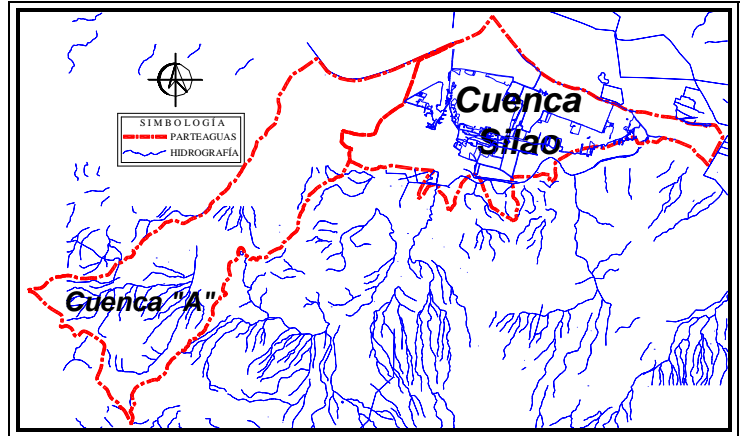 Cuenca
Silao
SIMBOLOGÍA
PARTEAGUAS
HIDROGRAFÍA
Cuenca "A"